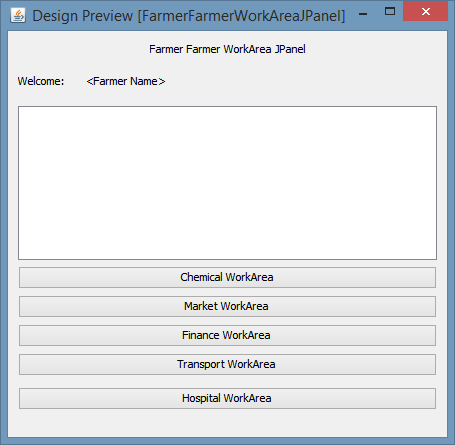 Design Preview [FarmerFarmerWorkAreaJPanel]
Farmer Farmer WorkArea JPanel
Welcome: <Farmer Name>
Chemical WorkArea
Market WorkArea
Finance WorkArea
Transport WorkArea
Hospital WorkArea